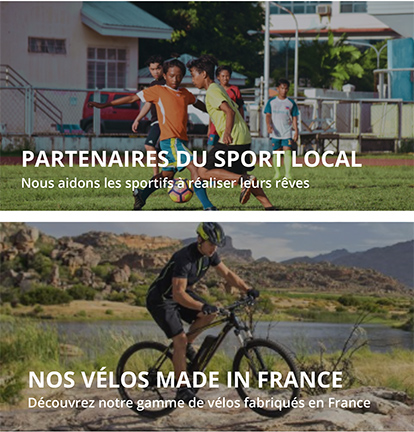 PARTENAIRES DU SPORT LOCAL
Nous aidons les sportifs à réaliser leurs rêves
NOS VÉLOS MADE IN FRANCE
Découvrez notre gamme de vélos fabriqués en France